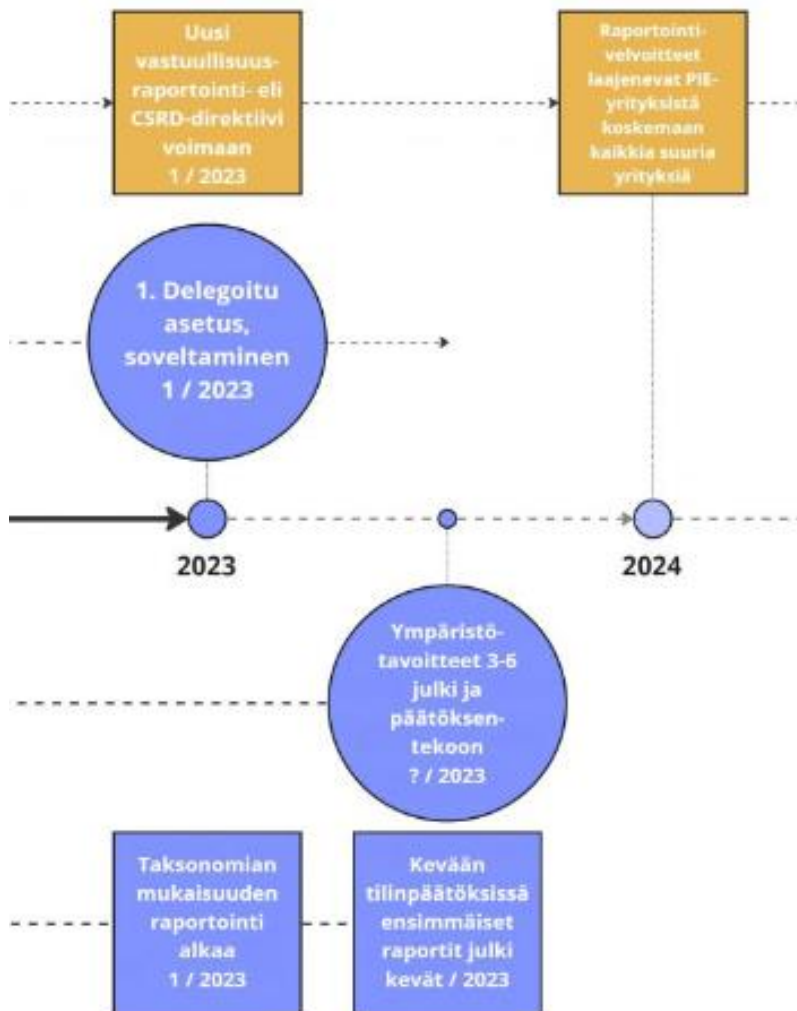 Uusi
vastuullisuus-
raportointi- eli
CSRD-direktiivi
voimaan
1 / 2023
Raportointi-
velvoitteet
laajenevat PIE-
yrityksistä
koskemaan
kaikkia suuria
yrityksiä
1. Delegoitu
asetus,
soveltaminen
1 / 2023
2023
2024
Ympäristö-
tavoitteet 3-6
julki ja
päätöksen-
tekoon
? / 2023
Taksonomian
mukaisuuden
raportointi
alkaa
1 / 2023
Kevään
tilinpäätöksissä
ensimmäiset
raportit julki
kevät / 2023